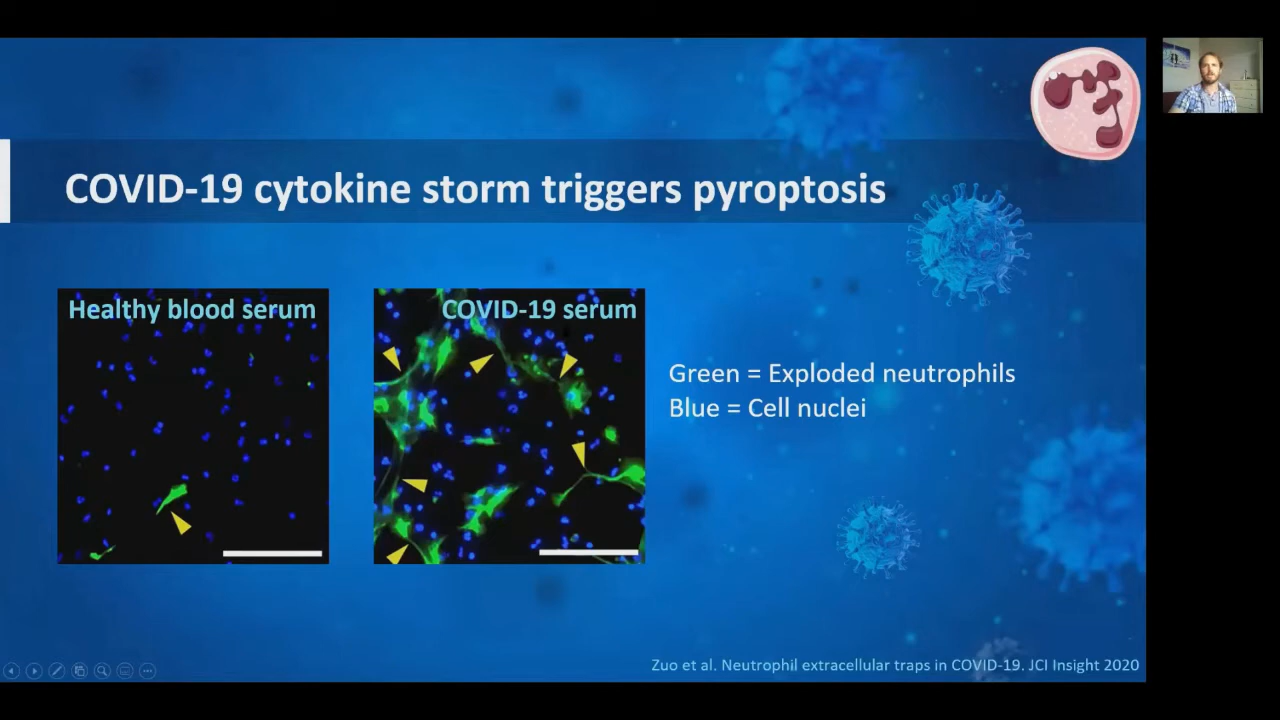 COVID-19 cytokine storm triggers pyroptosis
Healthy blood serum
COVID-19 serum
Green = Exploded neutrophils
Blue = Cell nuclei
Zuo et al. Neutrophil extracellular traps in COVID-19. JCI Insight 2020